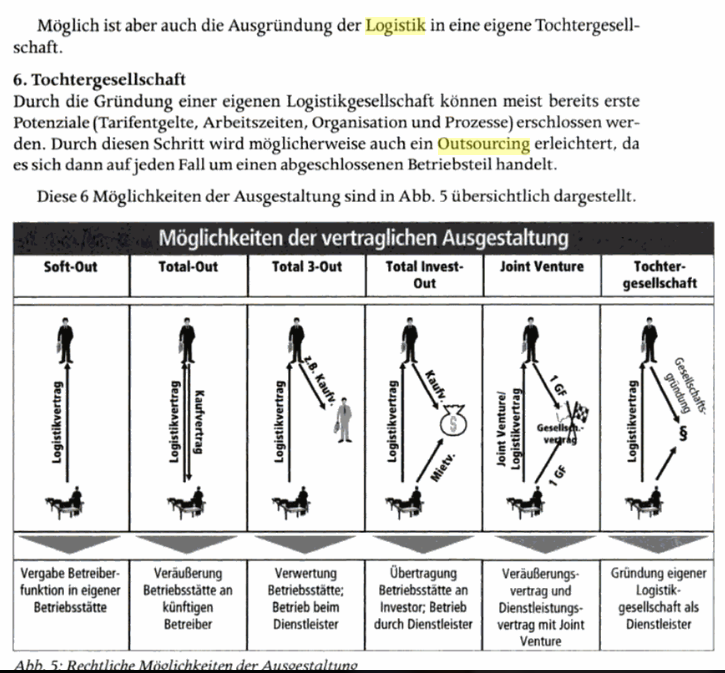 Möglich ist aber auch die Ausgründung der Logistik in eine eigene Tochtergesell-
schaft.
6. Tochtergesellschaft
Durch die Gründung einer eigenen Logistikgesellschaft können meist bereits erste
Potenziale (Tarifentgelte, Arbeitszeiten, Organisation und Prozesse) erschlossen wer-
den. Durch diesen Schritt wird möglicherweise auch ein Outsourcing erleichtert, da
es sich dann auf jeden Fall um einen abgeschlossenen Betriebsteil handelt.
Diese 6 Möglichkeiten der Ausgestaltung sind in Abb. 5 übersichtlich dargestellt.
Möglichkeiten der vertraglichen Ausgestaltung
Soft-Out
Total-Out
Total 3-Out
Total Invest-
Out
Joint Venture
Tochter-
gesellschaft
Logistikvertrag
Logistikvertrag
Kaufvertrag
Logistikvertrag
z.B. Kaufv.
Logistikvertrag
Kaufv.
$
Mietv.
Joint Venture/
Logistikvertrag
1 GF
Gesellsch.-
vertrag
1 GF
Logistikvertrag
Gesellschafts-
gründung
§
Vergabe Betreiber-
funktion in eigener
Betriebsstätte
Veräußerung
Betriebsstätte an
künftigen
Betreiber
Verwertung
Betriebsstätte;
Betrieb beim
Dienstleister
Übertragung
Betriebsstätte an
Investor; Betrieb
durch Dienstleister
Veräußerungs-
vertrag und
Dienstleistungs-
vertrag mit Joint
Venture
Gründung eigener
Logistik-
gesellschaft als
Dienstleister
Abb. 5: Rechtliche Möglichkeiten der Ausgestaltung